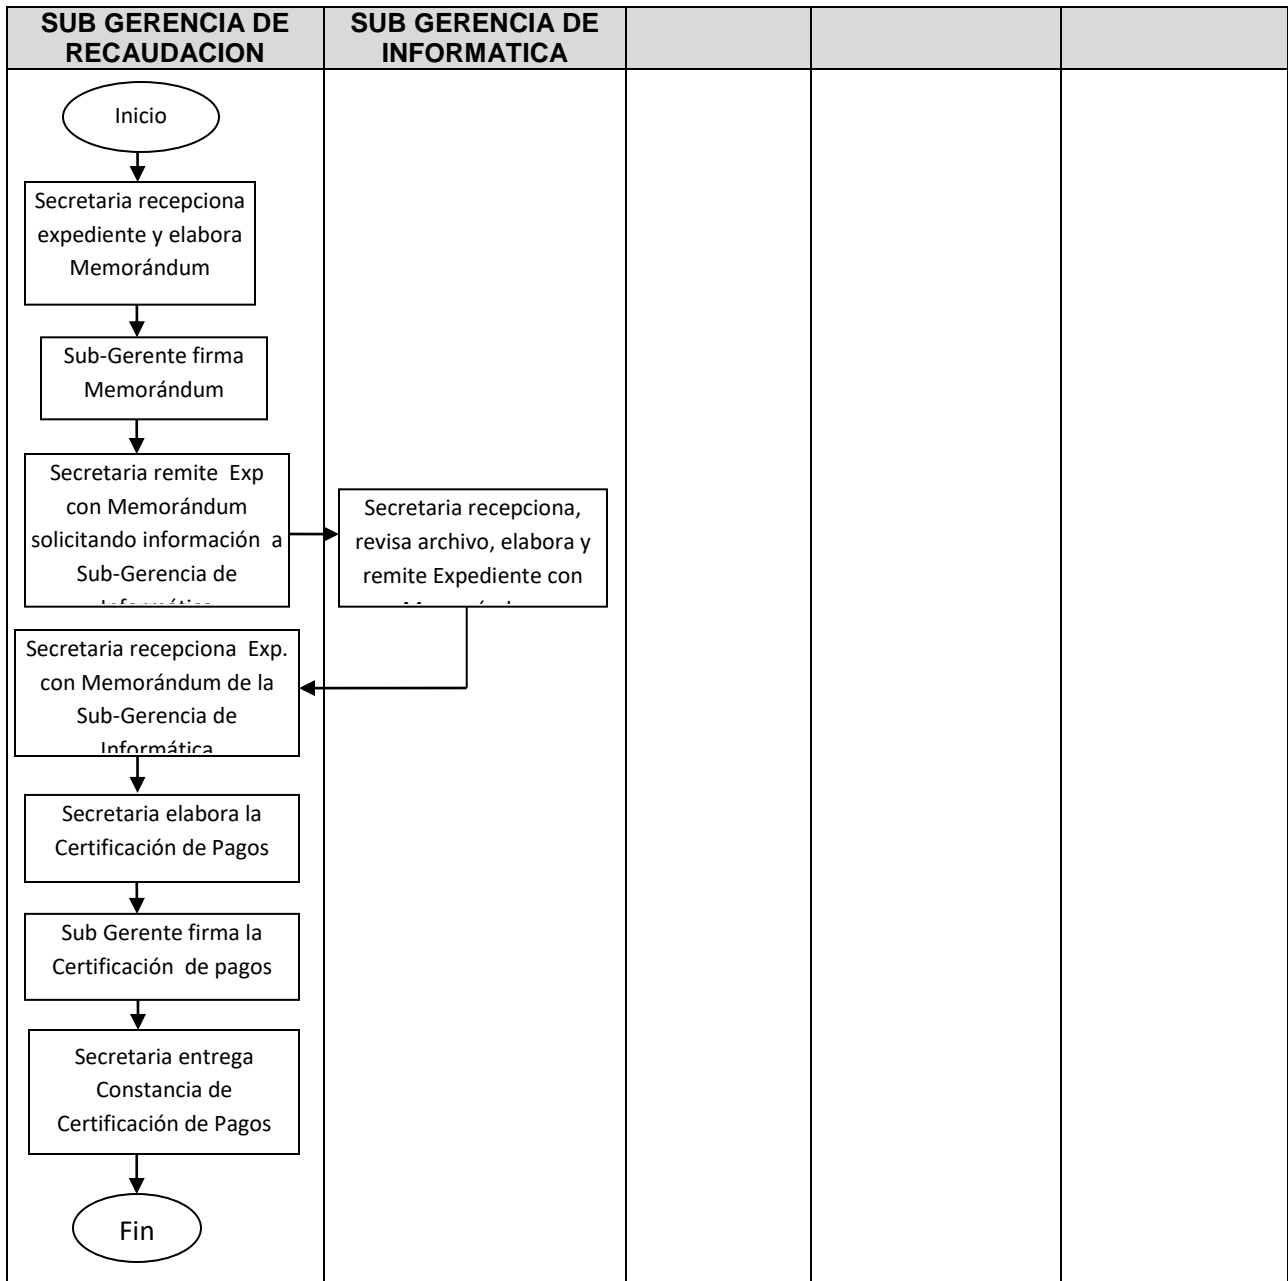 SUB GERENCIA DE
RECAUDACION
SUB GERENCIA DE
INFORMATICA
Inicio
Secretaria recepciona
expediente y elabora
Memorándum
Sub-Gerente firma
Memorándum
Secretaria remite Exp
con Memorándum
solicitando información a
Sub-Gerencia de
Informática
Secretaria recepciona,
revisa archivo, elabora y
remite Expediente con
Secretaria recepciona Exp.
con Memorándum de la
Sub-Gerencia de
Informática
Secretaria elabora la
Certificación de Pagos
Sub Gerente firma la
Certificación de pagos
Secretaria entrega
Constancia de
Certificación de Pagos
Fin